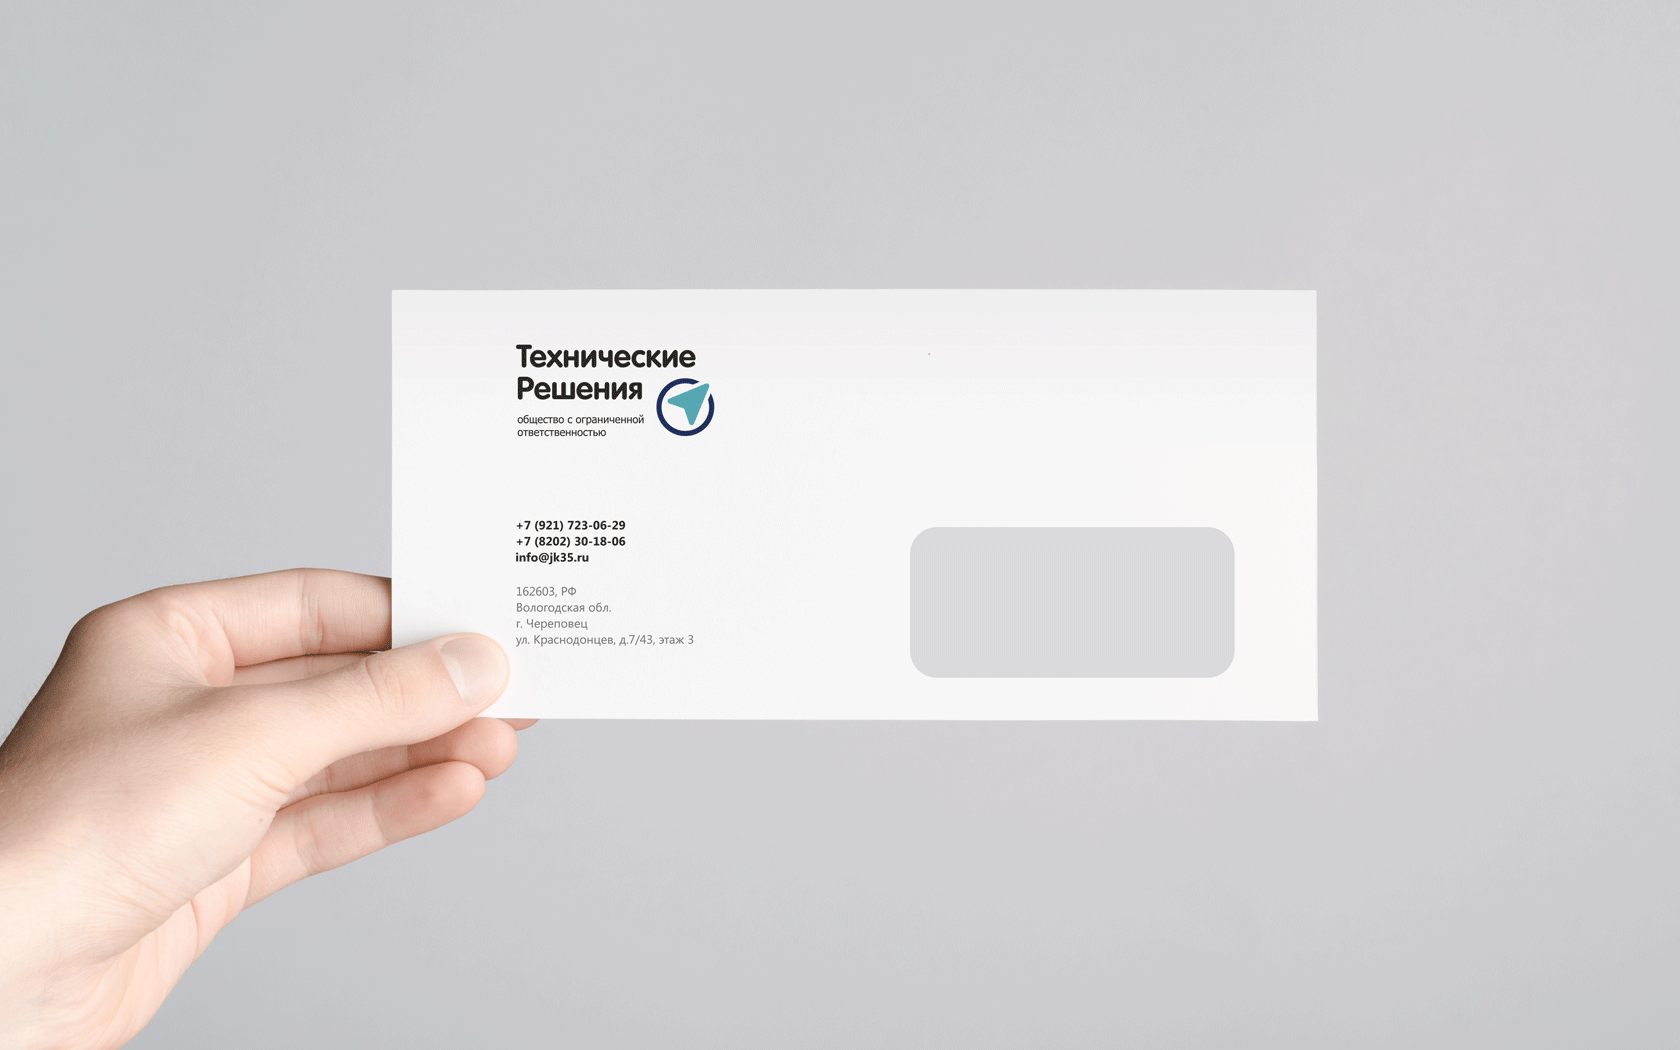 Технические
Решения
общество с ограниченной
ответственностью
+7 (921) 723-06-29
+7 (8202) 30-18-06
info@jk35.ru
162603, РФ
Вологодская обл.
г. Череповец
ул. Краснодонцев, д.7/43, этаж 3